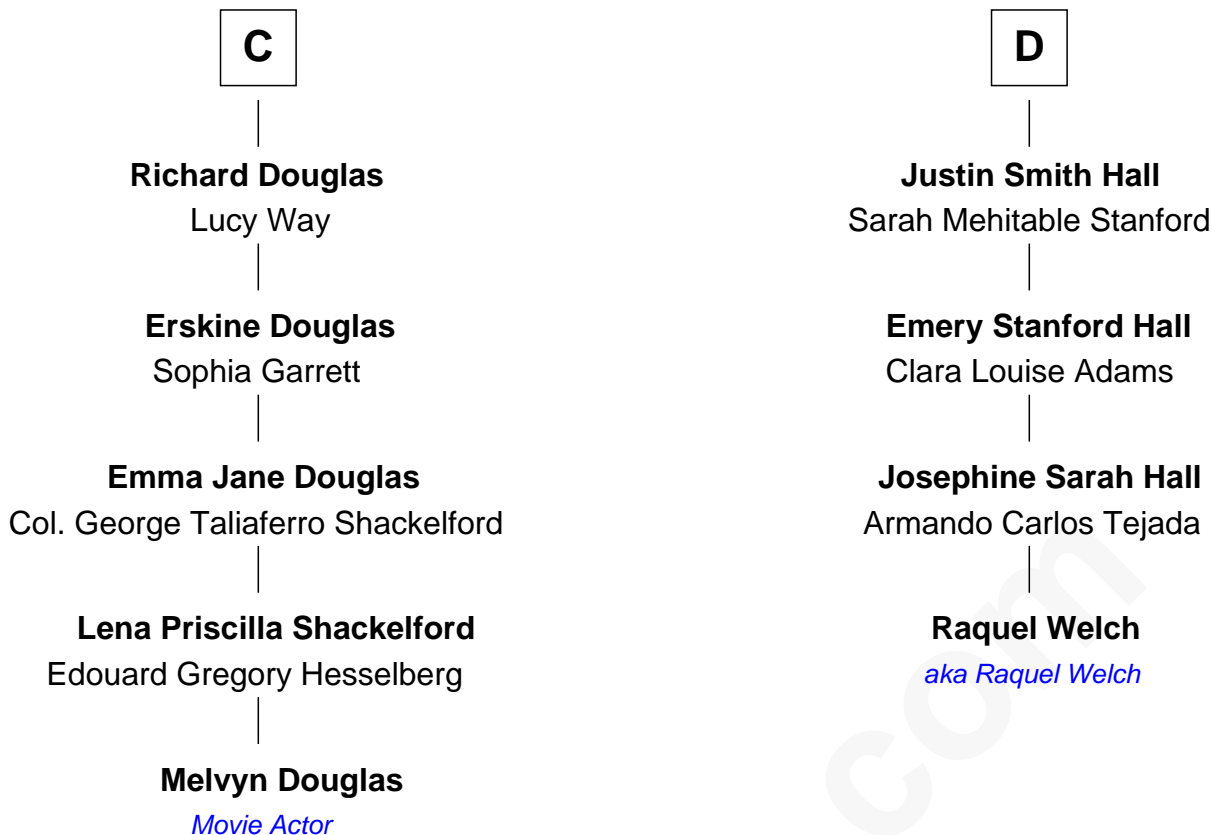 C
Richard Douglas
Lucy Way
Erskine Douglas
Sophia Garrett
Emma Jane Douglas
Col. George Taliaferro Shackelford
Lena Priscilla Shackelford
Edouard Gregory Hesselberg
Melvyn Douglas
Movie Actor
D
Justin Smith Hall
Sarah Mehitable Stanford
Emery Stanford Hall
Clara Louise Adams
Josephine Sarah Hall
Armando Carlos Tejada
Raquel Welch
aka Raquel Welch
com